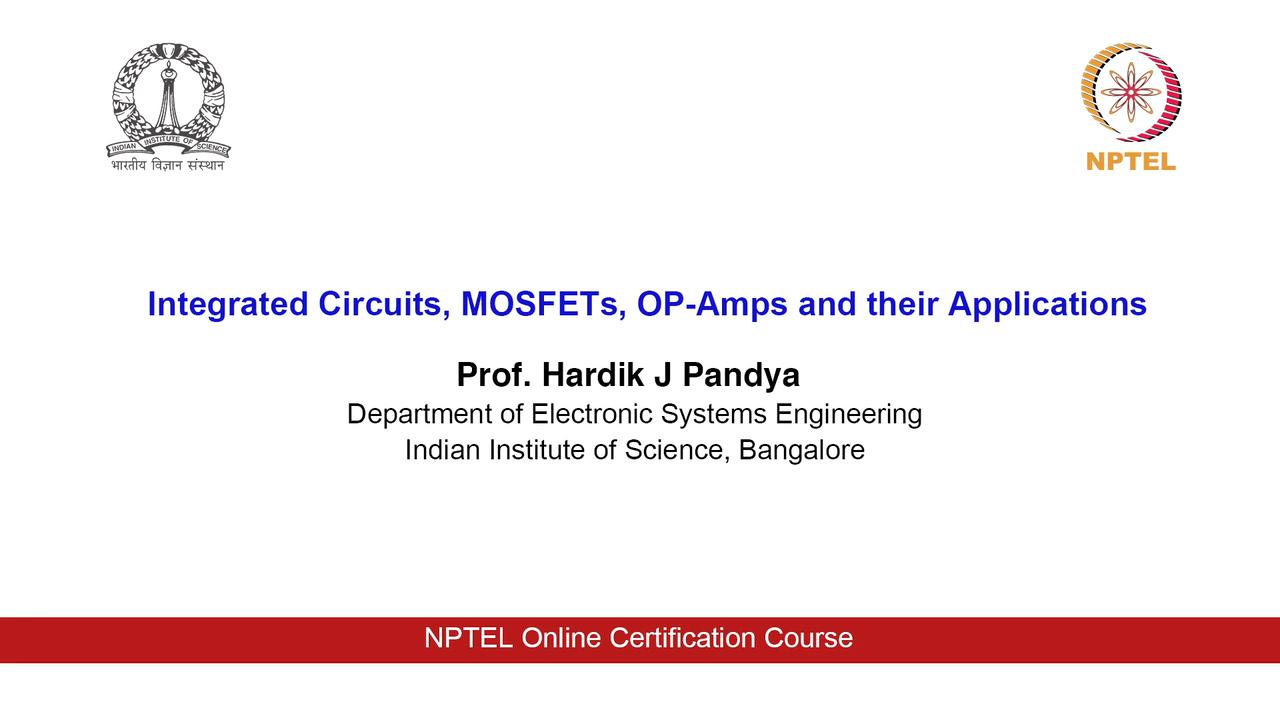 INDIAN INSTITUTE OF SCIENCE
भारतीय विज्ञान संस्थान
NPTEL
Integrated Circuits, MOSFETs, OP-Amps and their Applications
Prof. Hardik J Pandya
Department of Electronic Systems Engineering
Indian Institute of Science, Bangalore
NPTEL Online Certification Course